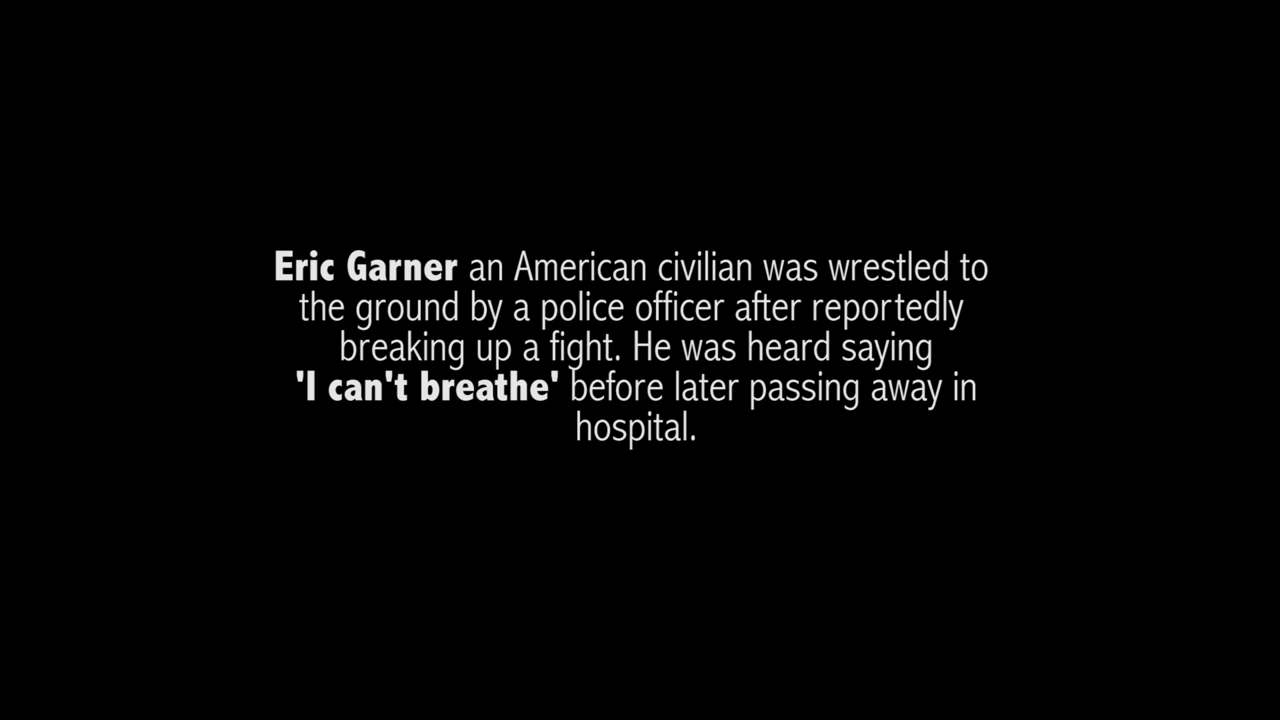 Eric Garner an American civilian was wrestled to
the ground by a police officer after reportedly
breaking up a fight. He was heard saying
'I can't breathe' before later passing away in
hospital.